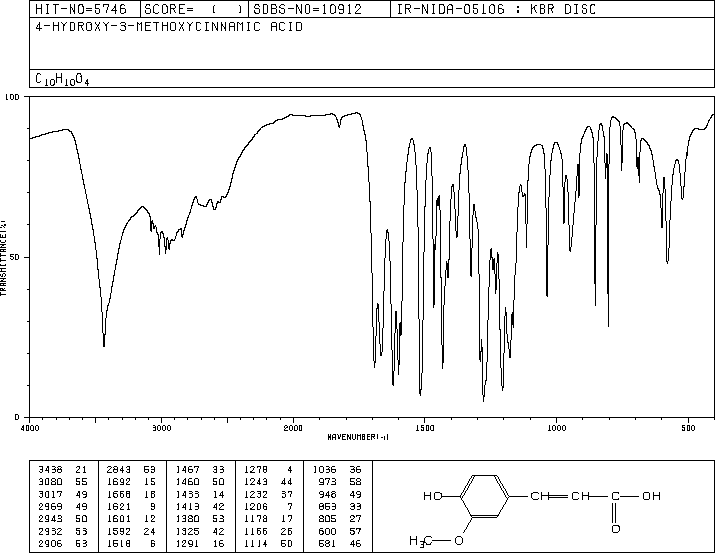 HIT-NO=5746 SCORE= ( ) SDBS-NO=10912 IR-NIDA-05106 : KBR DISC
4-HYDROXY-3-METHOXYCINNAMIC ACID
C10H10O4
100
50
0
TRANSMITTANCE(%)
4000 3000 2000 1500 1000 500
WAVENUMBER(-1)
3438 21 2843 59 1467 33 1278 4 1036 36
3080 55 1692 15 1460 50 1243 44 973 58
3017 49 1668 18 1433 14 1232 37 948 49
2969 49 1621 9 1413 42 1206 7 853 33
2943 50 1601 12 1380 53 1178 17 805 27
2932 53 1592 24 1325 42 1166 26 600 57
2906 53 1518 6 1291 16 1114 50 581 46
HO CH CH C OH
O
H3C O